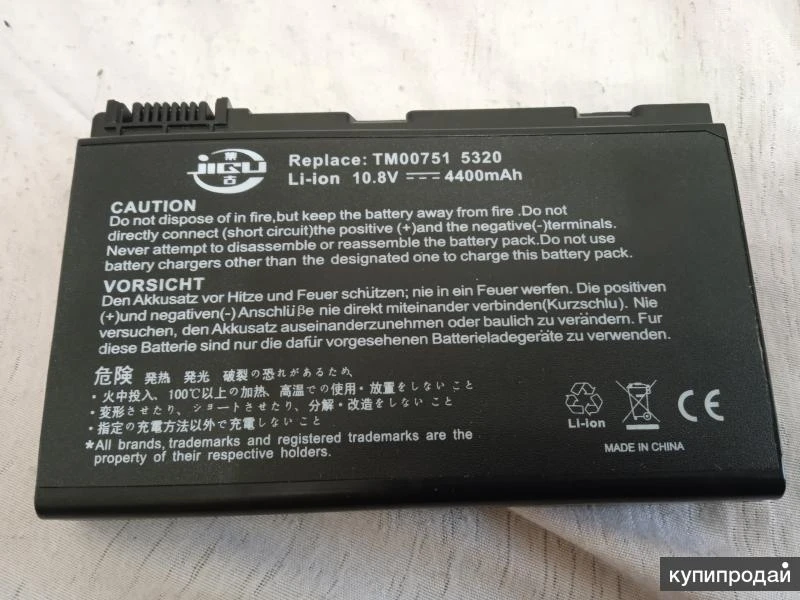 集 吉
JIGU
Replace: TM00751 5320
Li-ion 10.8V 4400mAh
CAUTION
Do not dispose of in fire,but keep the battery away from fire .Do not
directly connect (short circuit)the positive (+)and the negative(-)terminals.
Never attempt to disassemble or reassemble the battery pack.Do not use
battery chargers other than the designated one to charge this battery pack.
VORSICHT
Den Akkusatz vor Hitze und Feuer schützen; nie in ein Feuer werfen. Die positiven
(+)und negativen(-) Anschlüße nie direkt miteinander verbinden(Kurzschlu). Nie
versuchen, den Akkusatz auseinanderzunehmen oder baulich zu verändern. Fur
diese Batterie sind nur die dafür vorgesehenen Batterieladegeräte zu verwenden.
危険 発熱 発光 破裂の恐れがあるため、
・火中投入、100℃以上の加熱、高温での使用・放置をしない こと
・変形させたり、ショートさせたり、分解・改造をしない こと
・指定の充電方法以外で充電しない こと
*All brands, trademarks and registered trademarks are the
property of their respective holders.
Li-ion
CE
MADE IN CHINA
купипродай